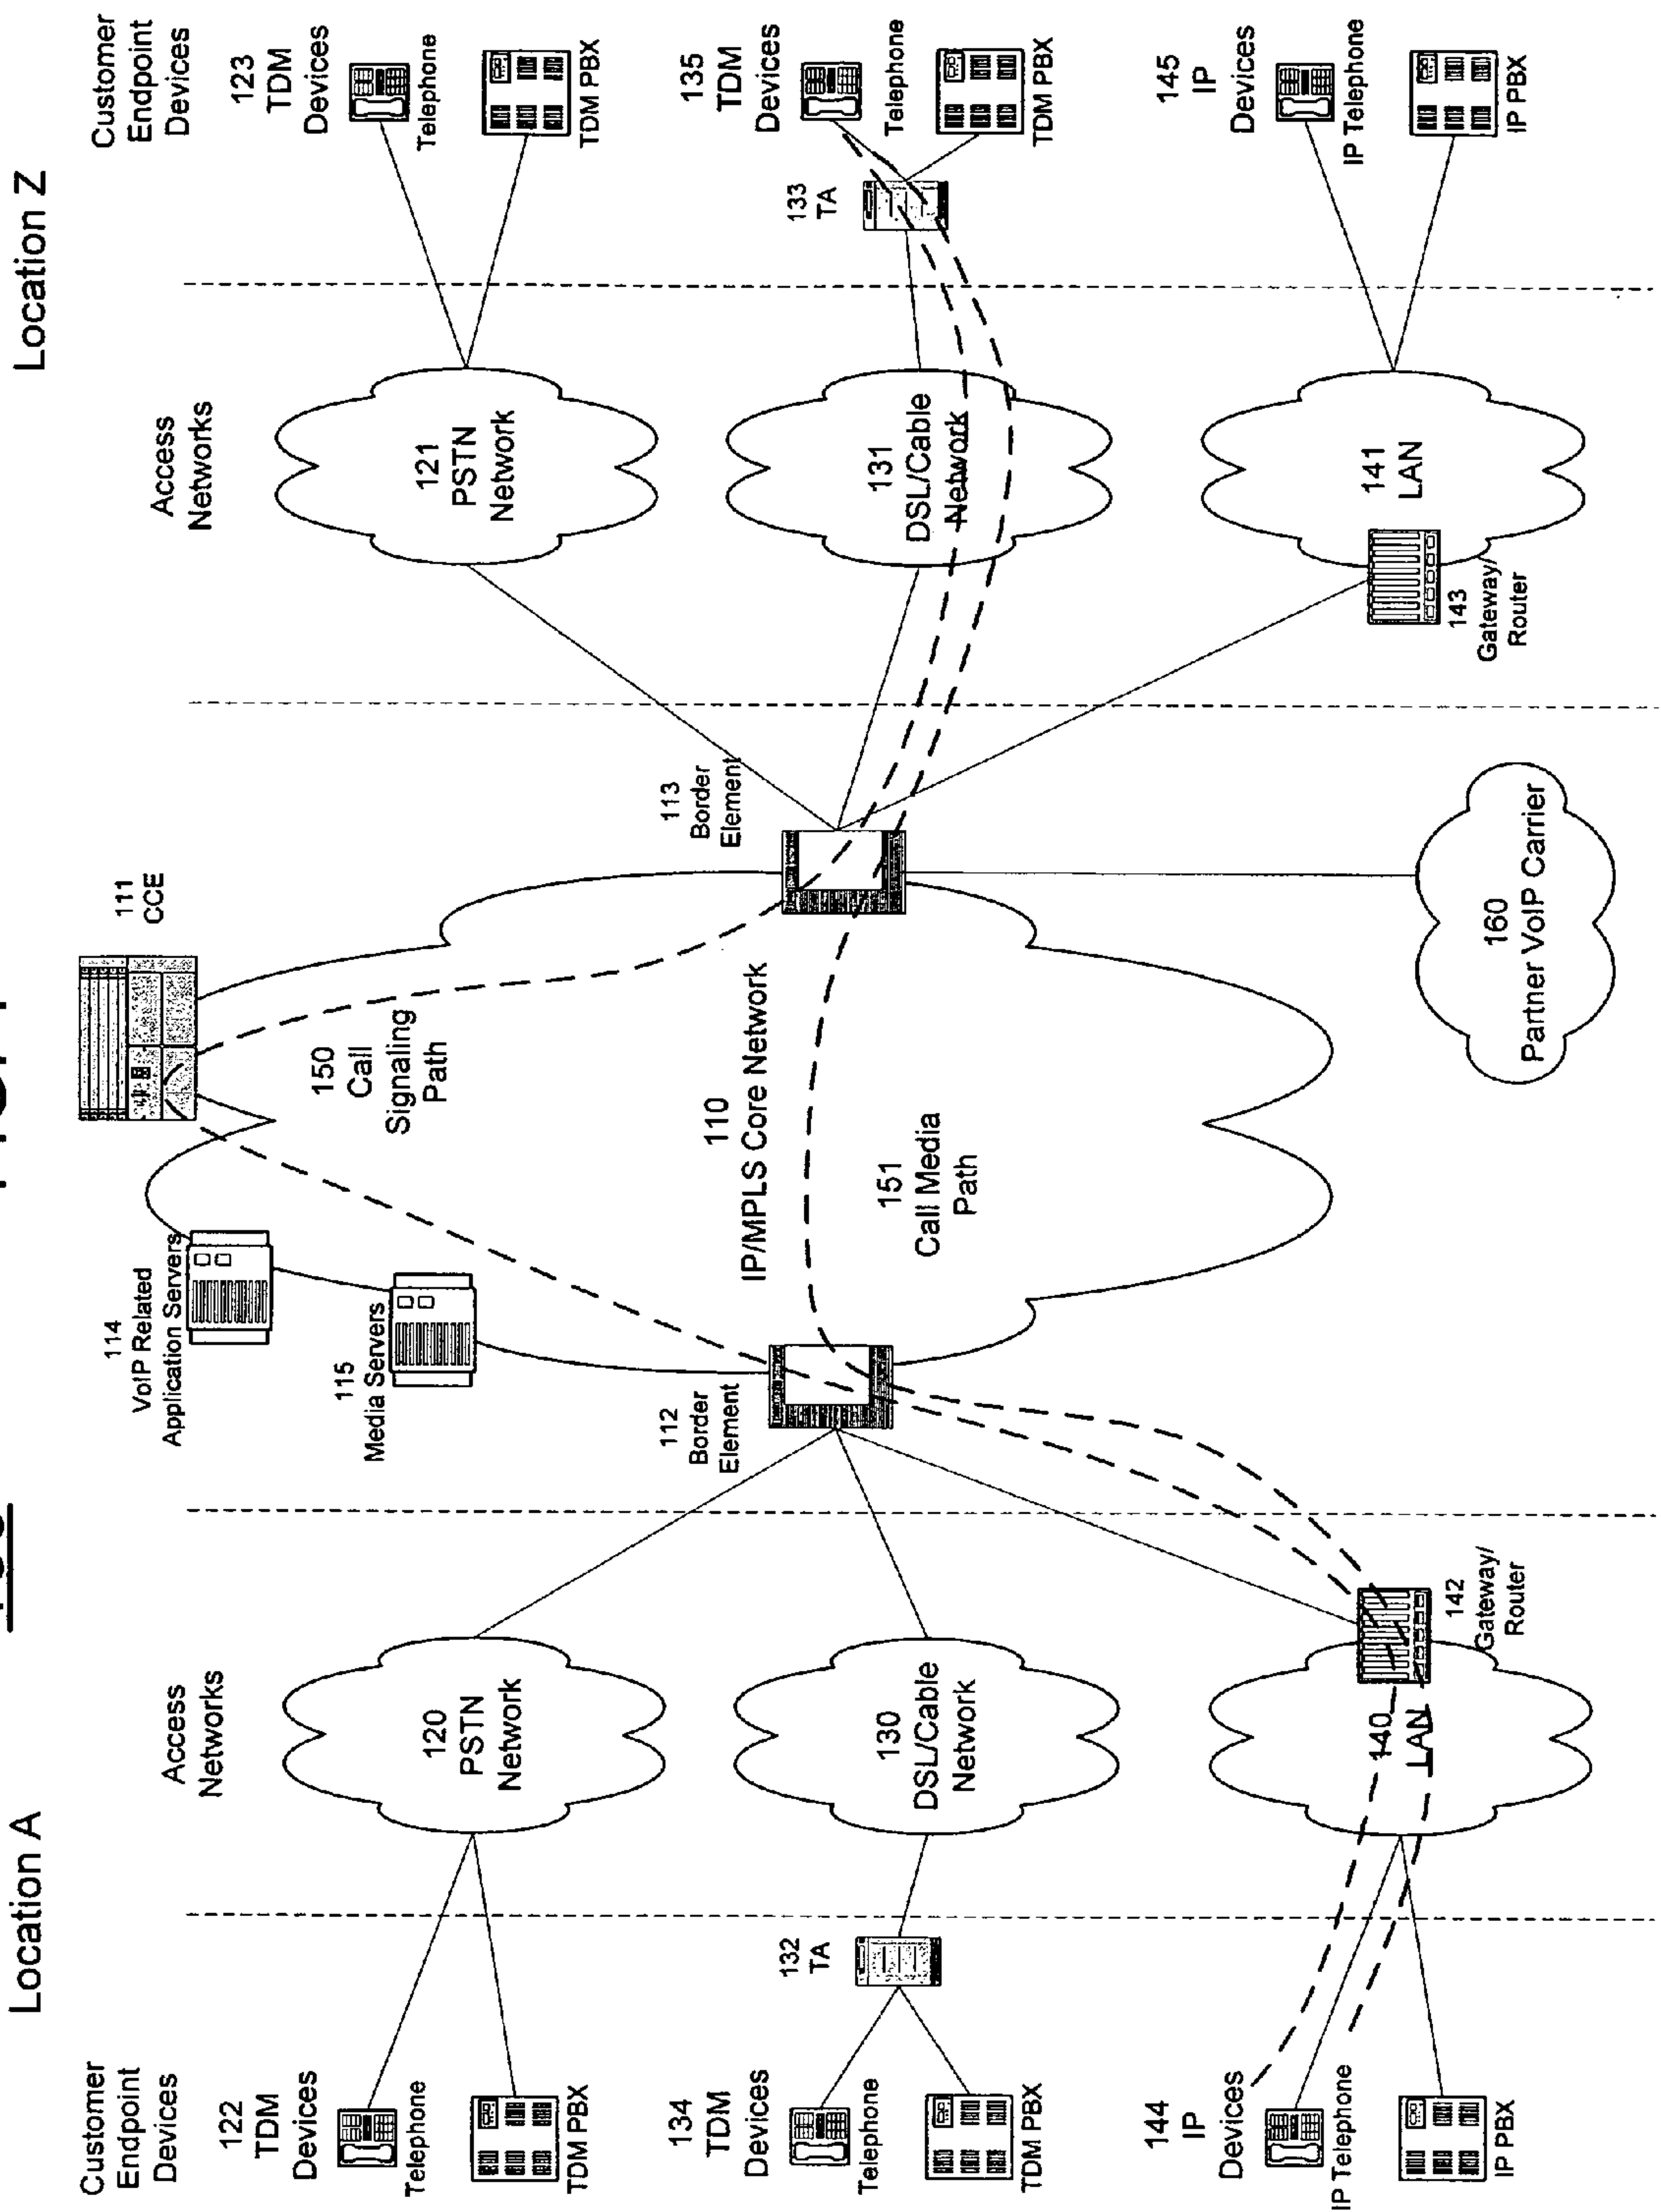 Location A
Location Z
Customer
Endpoint
Devices
Access
Networks
Access
Networks
Customer
Endpoint
Devices
111
CCE
114
VoIP Related
Application Servers
115
Media Servers
150
Call
Signaling
Path
122
TDM
Devices
Telephone
TDM PBX
120
PSTN
Network
121
PSTN
Network
123
TDM
Devices
Telephone
TDM PBX
112
Border
Element
110
IP/MPLS Core Network
113
Border
Element
151
Call Media
Path
134
TDM
Devices
Telephone
TDM PBX
132
TA
130
DSL/Cable
Network
131
DSL/Cable
Network
133
TA
135
TDM
Devices
Telephone
TDM PBX
144
IP
Devices
IP Telephone
IP PBX
140
LAN
142
Gateway/
Router
160
Partner VoIP Carrier
143
Gateway/
Router
141
LAN
145
IP
Devices
IP Telephone
IP PBX